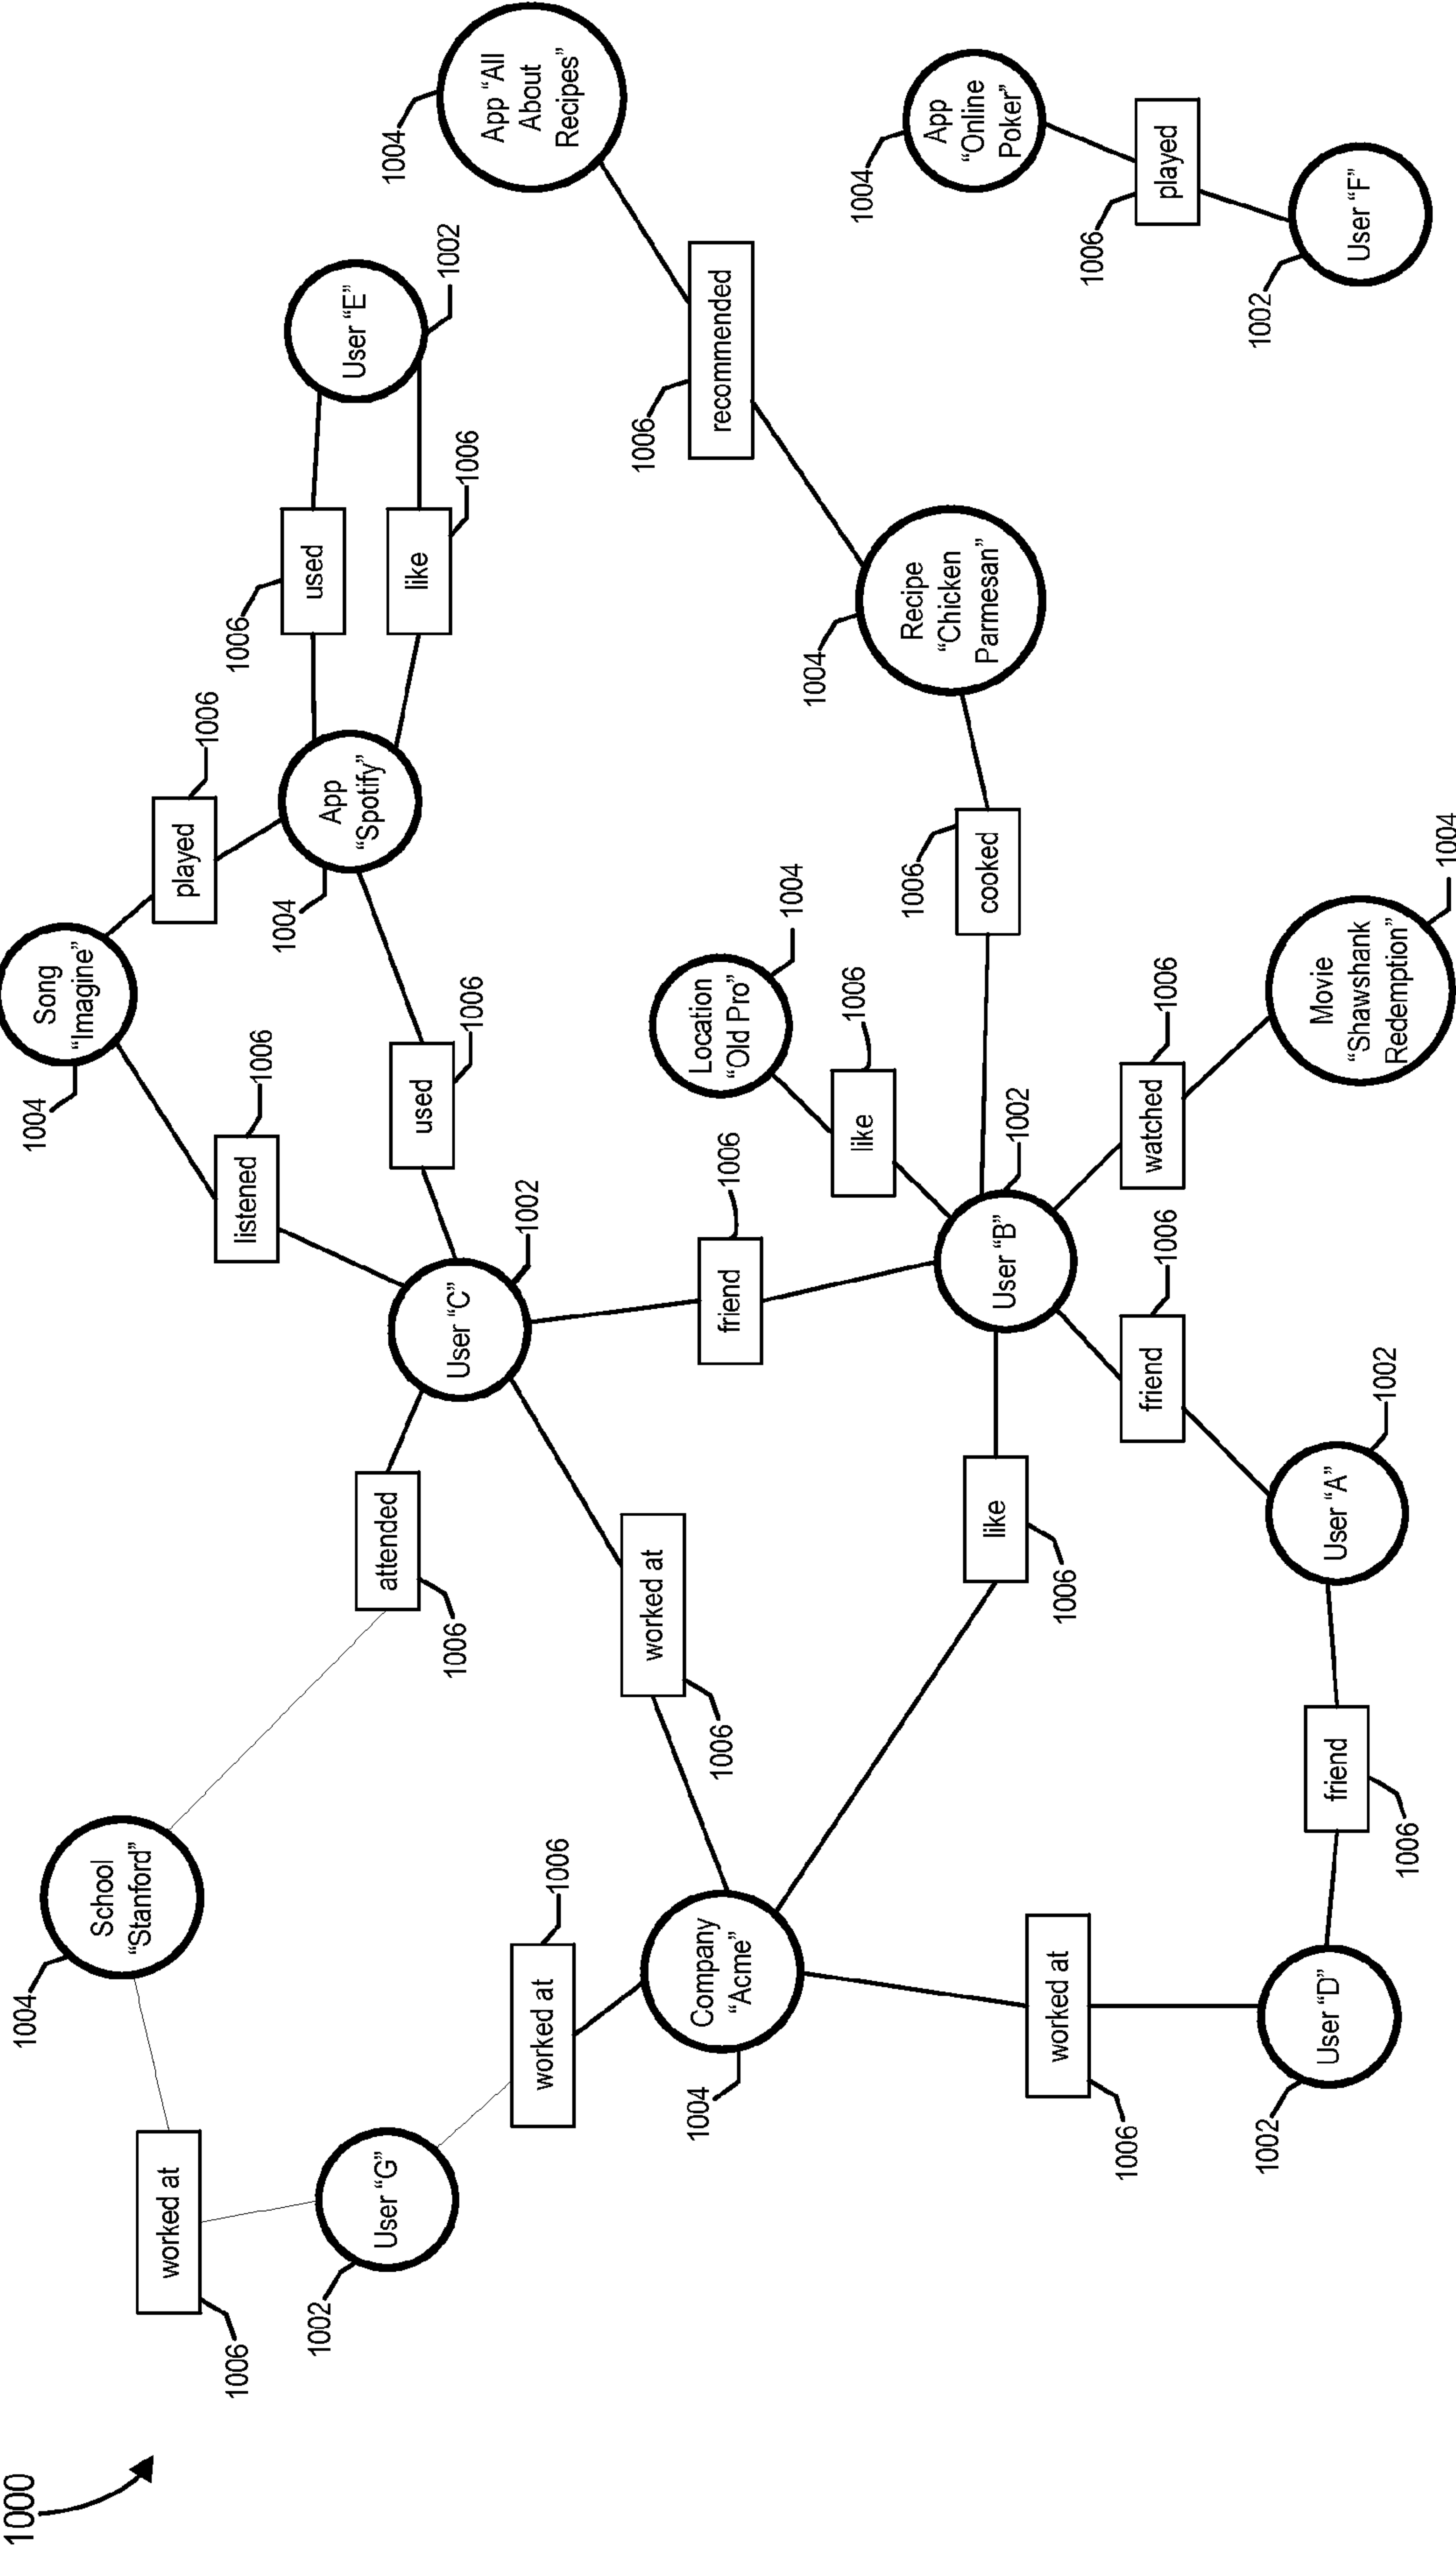 1000
1004
School
“Stanford”
1004
Song
“Imagine”
worked at
1006
played
1006
listened
1006
1002
User “G”
attended
1006
User “C”
1002
1004
App
“Spotify”
used
1006
used
1006
like
1006
User “E”
1002
1004
App “All
About
Recipes”
worked at
1006
worked at
1006
1004
Company
“Acme”
friend
1006
Location
“Old Pro”
1004
1006
recommended
like
1006
1004
Recipe
“Chicken
Parmesan”
1006
cooked
1004
App
“Online
Poker”
like
1006
User “B”
1002
worked at
1006
friend
1006
watched
1006
1006
played
1002
User “D”
friend
1006
User “A”
1002
Movie
“Shawshank
Redemption”
1004
1002
User “F”